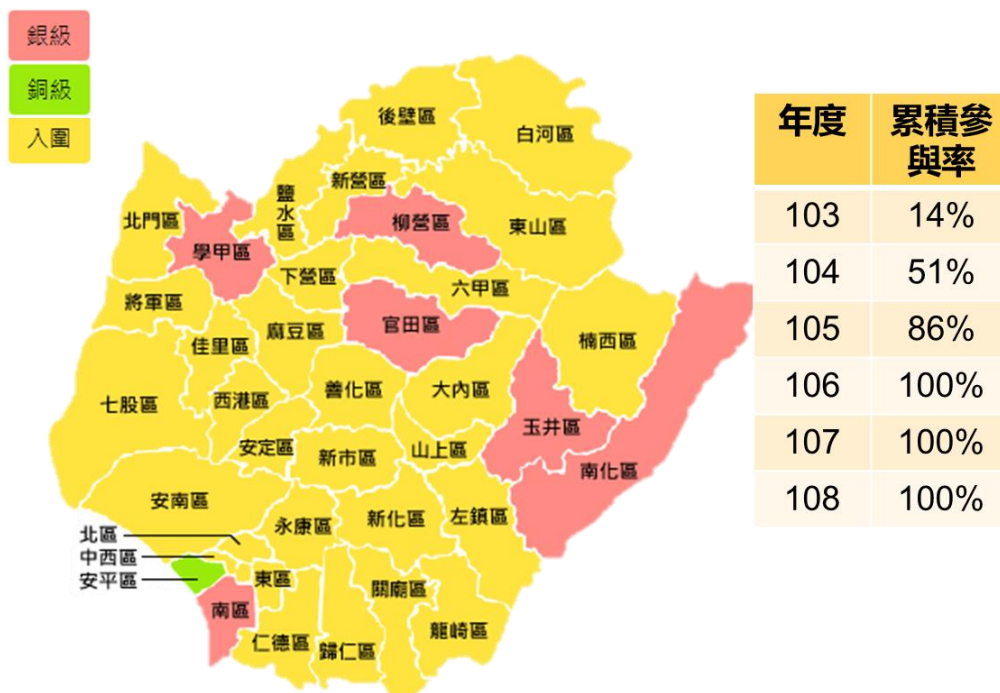 銀級
銅級
入圍
後壁區
白河區
新營區
鹽水區
北門區
柳營區
東山區
學甲區
下營區
六甲區
將軍區
官田區
麻豆區
楠西區
佳里區
善化區
大內區
七股區
西港區
玉井區
安定區
山上區
新市區
南化區
安南區
永康區
新化區
左鎮區
北區
中西區
安平區
東區
關廟區
南區
龍崎區
仁德區
歸仁區
年度 累積參與率
103 14%
104 51%
105 86%
106 100%
107 100%
108 100%